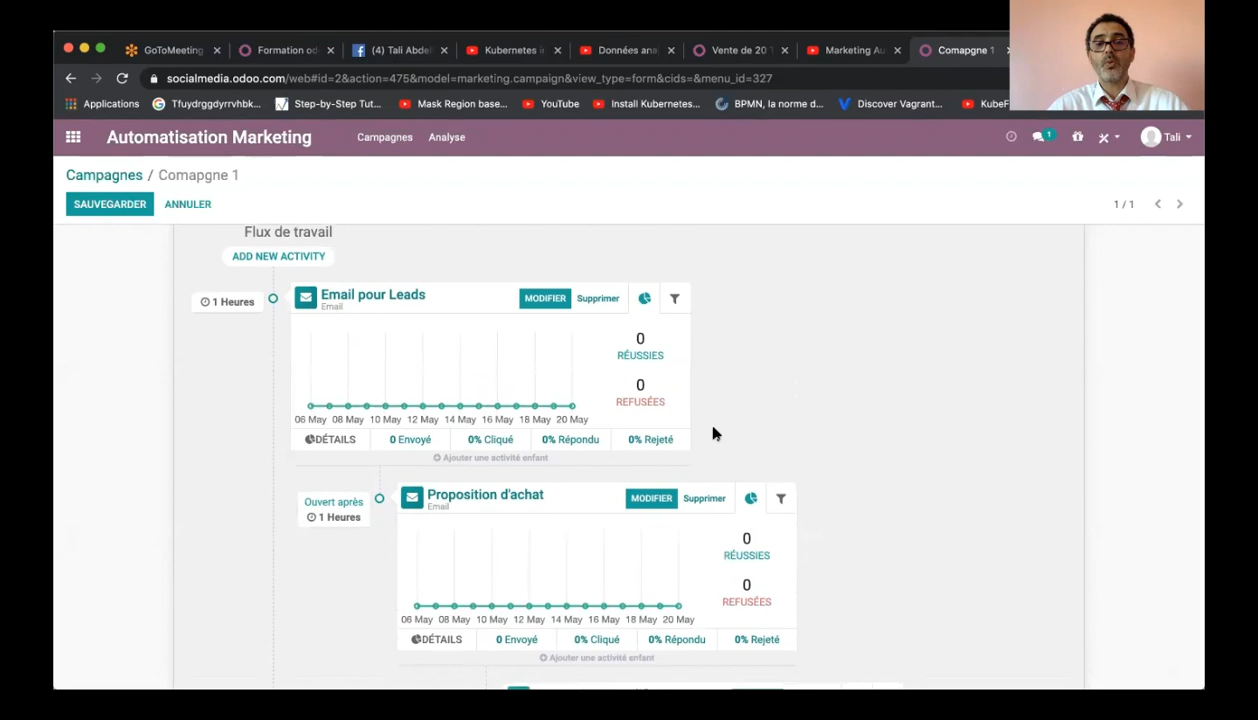 GoToMeeting
Formation od
(4) Tali Abdel
Kubernetes i
Données ana
Vente de 20
Marketing Au
Comapgne 1
socialmedia.odoo.com/web#id=2&action=475&model=marketing.campaign&view_type=form&cids=&menu_id=327
Applications
Tfuydrggdyrrvhbk...
Step-by-Step Tut...
Mask Region base...
YouTube
Install Kubernetes...
BPMN, la norme d...
Discover Vagrant...
KubeF
Automatisation Marketing
Campagnes
Analyse
1
Tali
Campagnes / Comapgne 1
SAUVEGARDER
ANNULER
1 / 1
Flux de travail
ADD NEW ACTIVITY
1 Heures
Email pour Leads
Email
MODIFIER
Supprimer
0
RÉUSSIES
0
REFUSÉES
06 May 08 May 10 May 12 May 14 May 16 May 18 May 20 May
DÉTAILS
0 Envoyé
0% Cliqué
0% Répondu
0% Rejeté
Ajouter une activité enfant
Ouvert après
1 Heures
Proposition d'achat
Email
MODIFIER
Supprimer
0
RÉUSSIES
0
REFUSÉES
06 May 08 May 10 May 12 May 14 May 16 May 18 May 20 May
DÉTAILS
0 Envoyé
0% Cliqué
0% Répondu
0% Rejeté
Ajouter une activité enfant